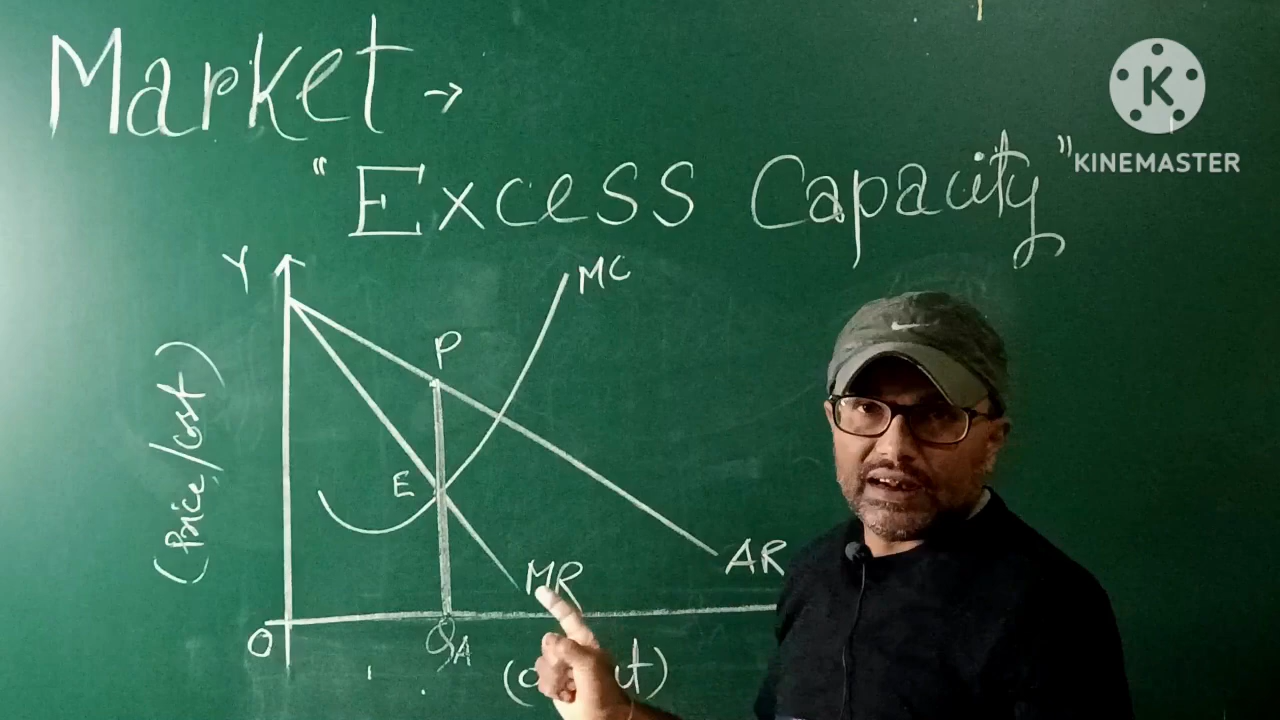 Market →
KINEMASTER
"Excess Capacity"
Y
MC
P
(Price/Cost)
E
AR
MR
O
QA